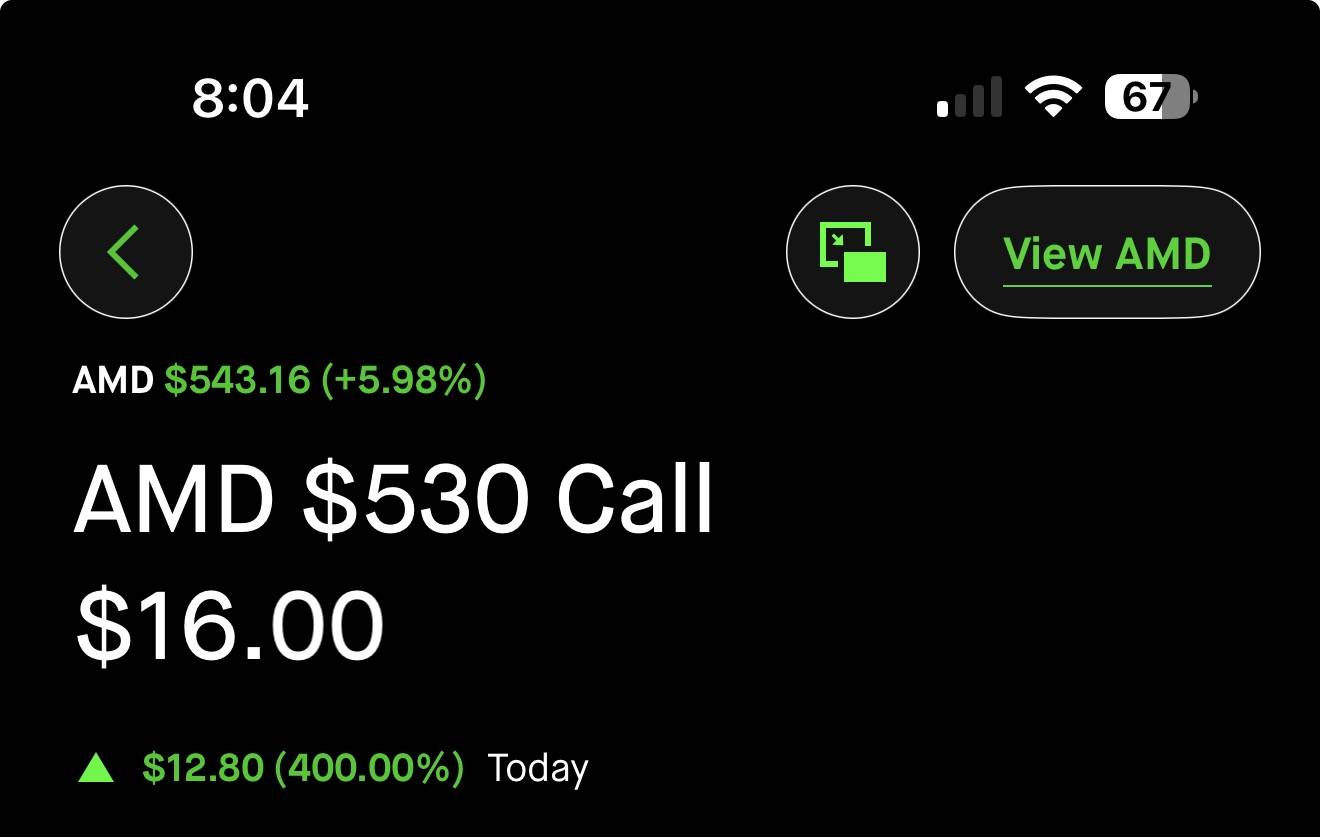 8:04 67
View AMD
AMD $543.16 (+5.98%)
AMD $530 Call
$16.00
▲ $12.80 (400.00%) Today